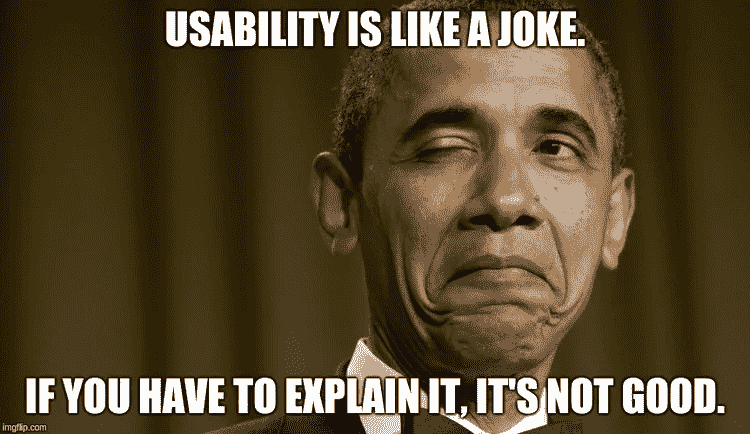 USABILITY IS LIKE A JOKE.
IF YOU HAVE TO EXPLAIN IT, IT'S NOT GOOD.
imgflip.com